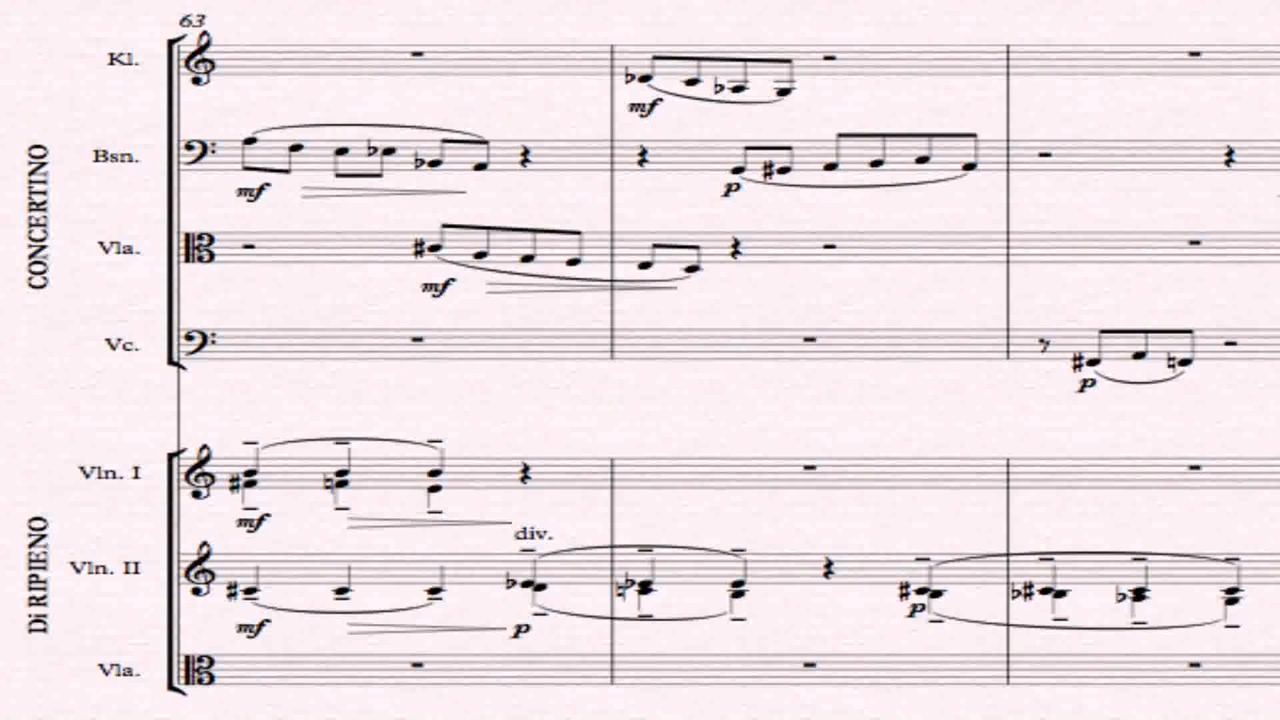 63
Kl.
mf
Bsn.
mf
p
CONCERTINO
Vla.
mf
Vc.
p
Vln. I
mf
div.
Vln. II
mf
p
p
Di RIPIENO
Vla.